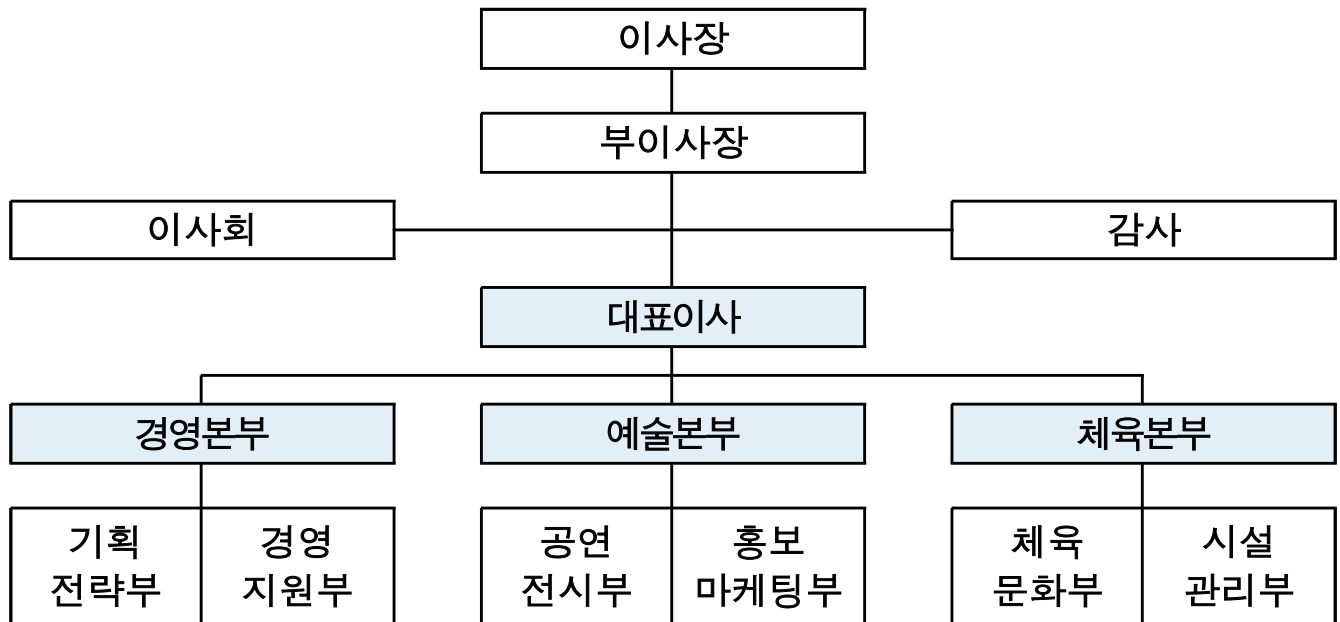 이사장
부이사장
이사회
감사
대표이사
경영본부
예술본부
체육본부
기획
전략부
경영
지원부
공연
전시부
홍보
마케팅부
체육
문화부
시설
관리부